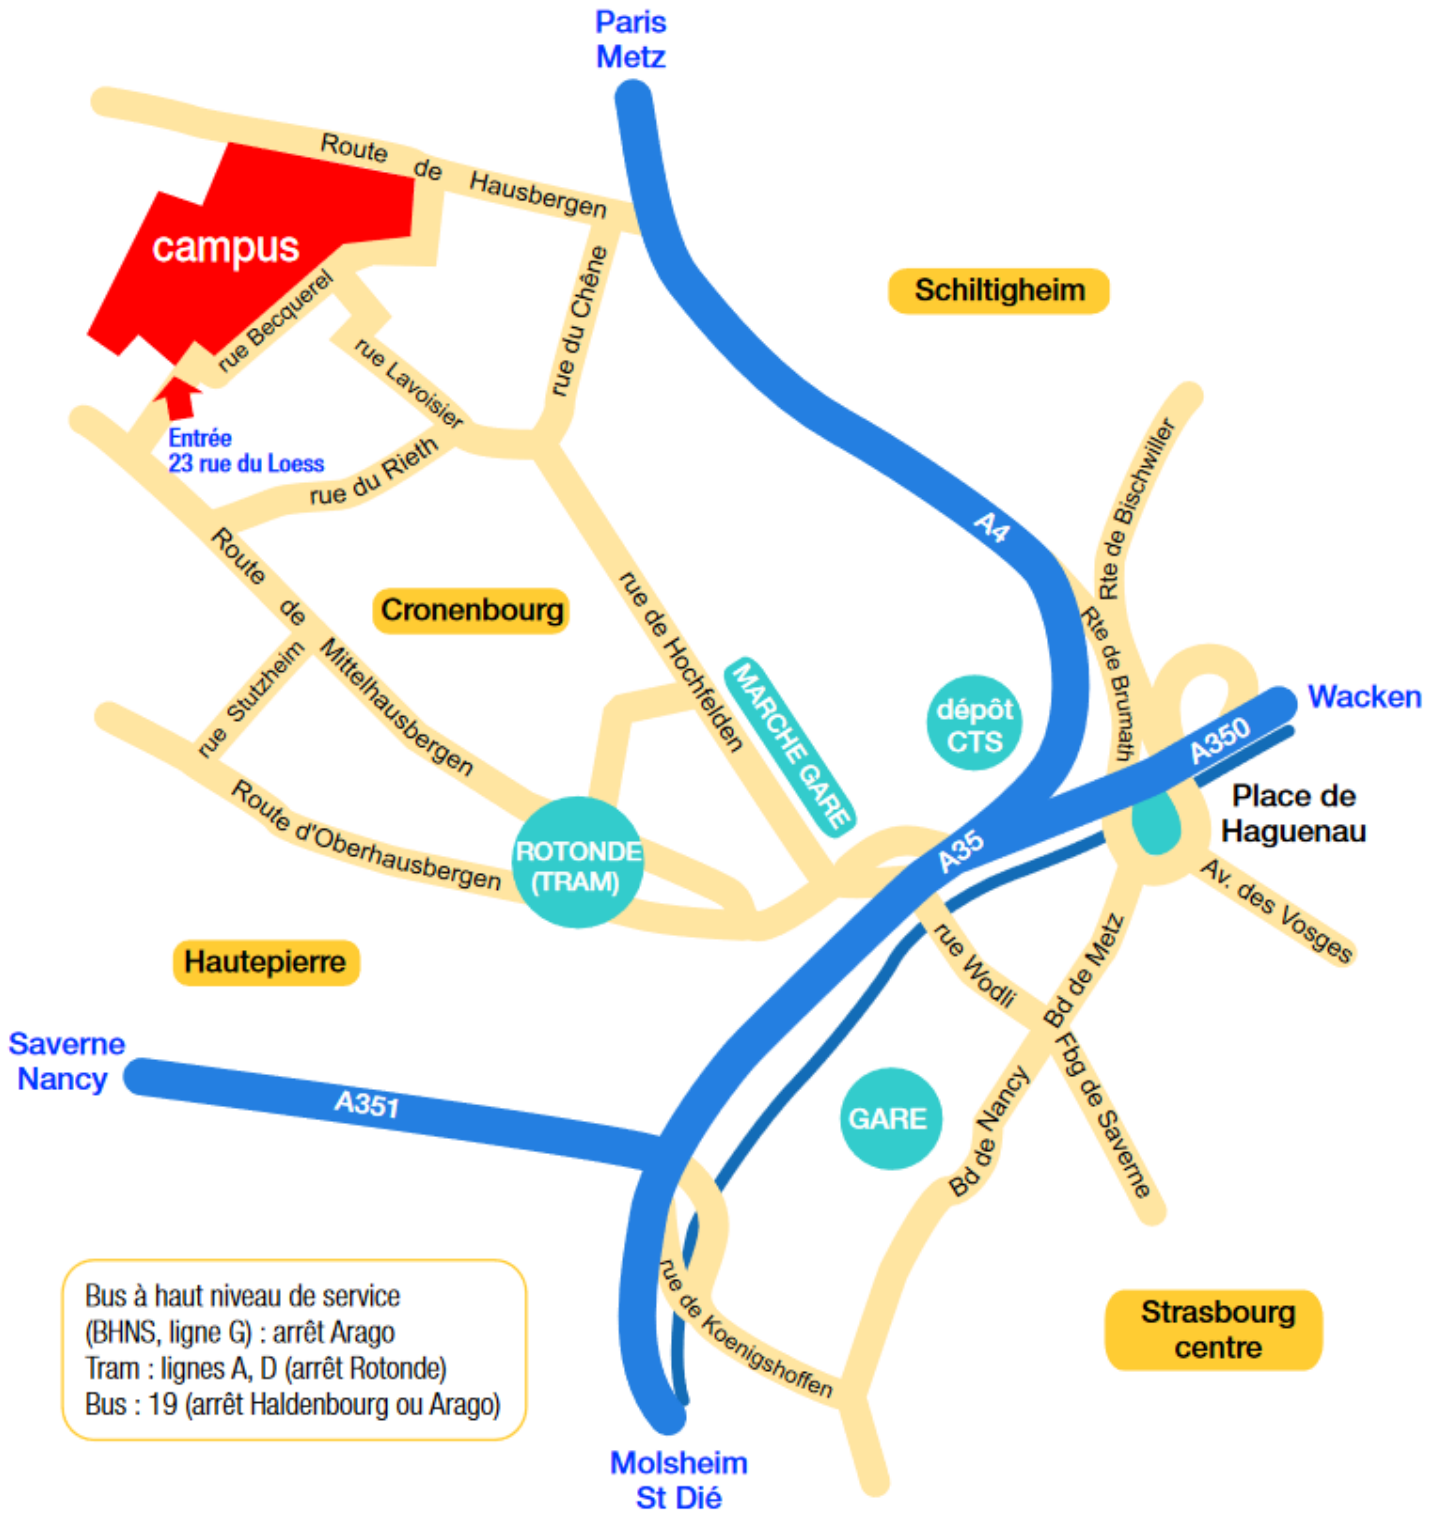 Paris
Metz
Route de Hausbergen
campus
rue du Chêne
Schiltigheim
rue Becquerel
rue Lavoisier
Entrée
23 rue du Loess
rue du Rieth
Rte de Bischwiller
A4
Route de Mittelhausbergen
Cronenbourg
rue de Hochfelden
Rte de Brumath
rue Stutzheim
MARCHE GARE
dépôt
CTS
Wacken
A350
Place de
Haguenau
Route d'Oberhausbergen
ROTONDE
(TRAM)
A35
Av. des Vosges
rue Wodli
Bd de Metz
Hautepierre
Saverne
Nancy
A351
GARE
Bd de Nancy
Fbg de Saverne
rue de Koenigshoffen
Strasbourg
centre
Bus à haut niveau de service
(BHNS, ligne G) : arrêt Arago
Tram : lignes A, D (arrêt Rotonde)
Bus : 19 (arrêt Haldenbourg ou Arago)
Molsheim
St Dié